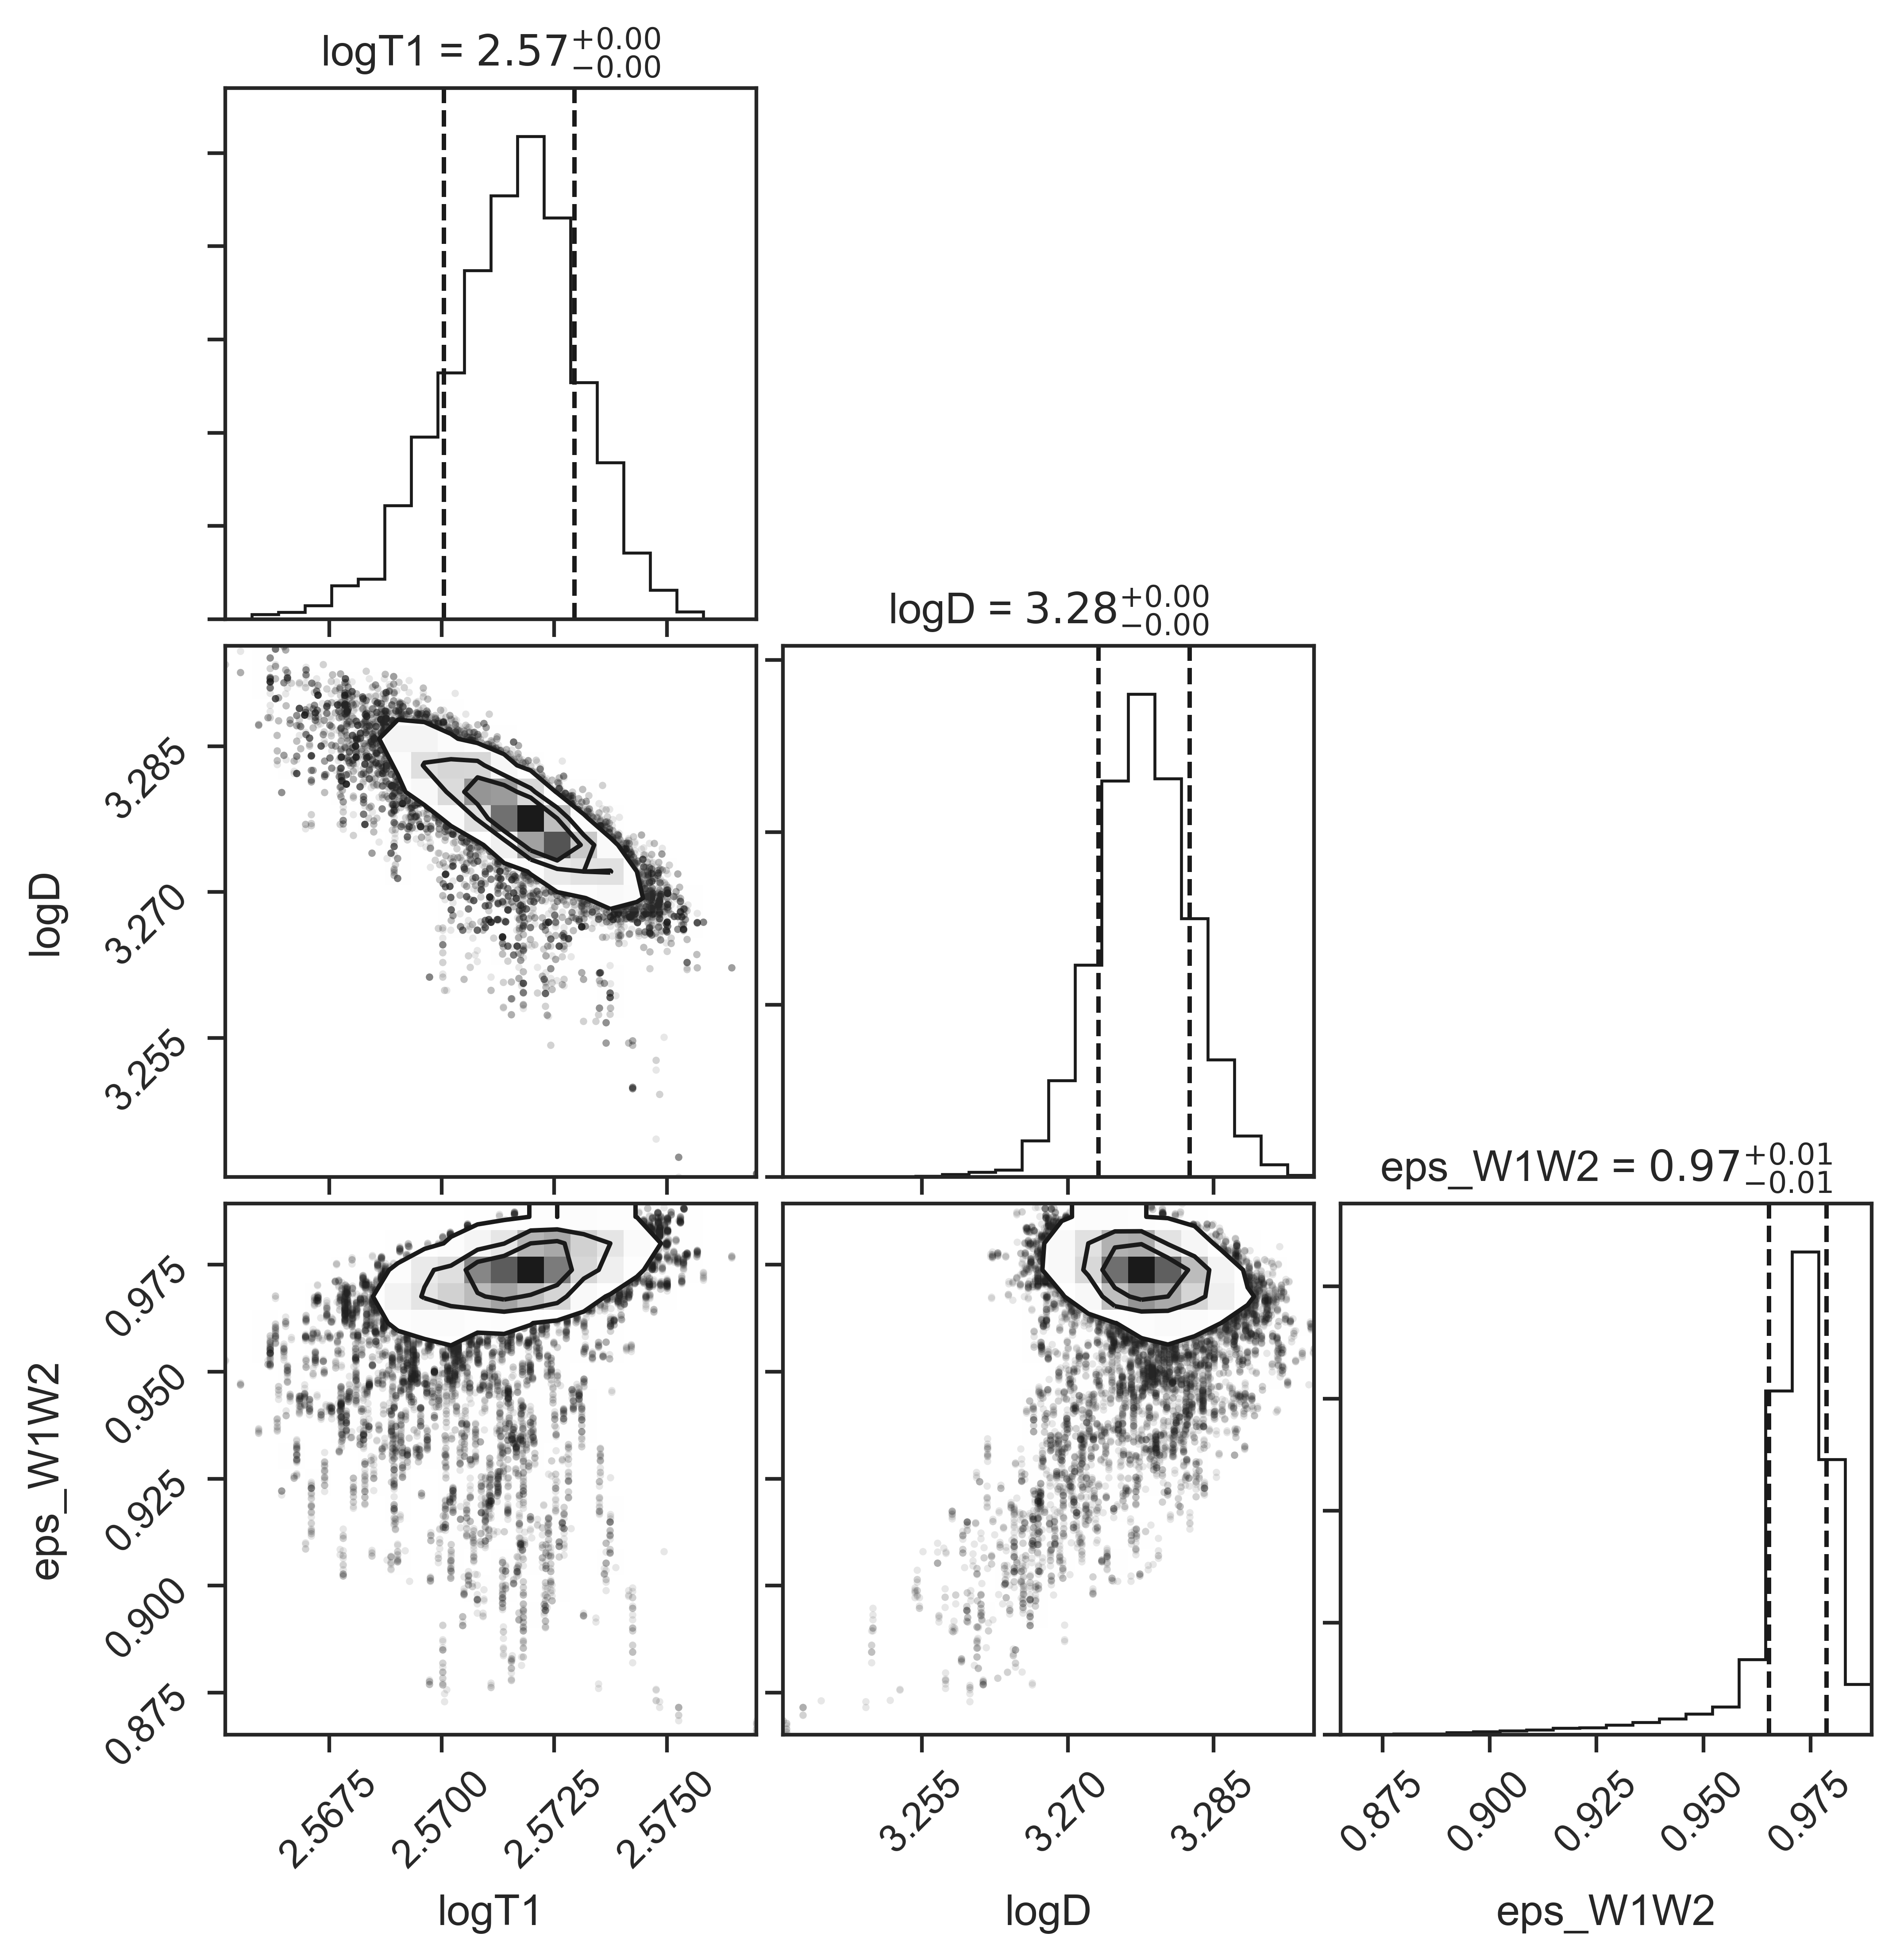 logT1 = 2.57+0.00−0.00
logD = 3.28+0.00−0.00
3.285
3.270
3.255
logD
eps_W1W2 = 0.97+0.01−0.01
0.975
0.950
0.925
0.900
0.875
eps_W1W2
2.5675 2.5700 2.5725 2.5750
3.255 3.270 3.285
0.875 0.900 0.925 0.950 0.975
logT1 logD eps_W1W2